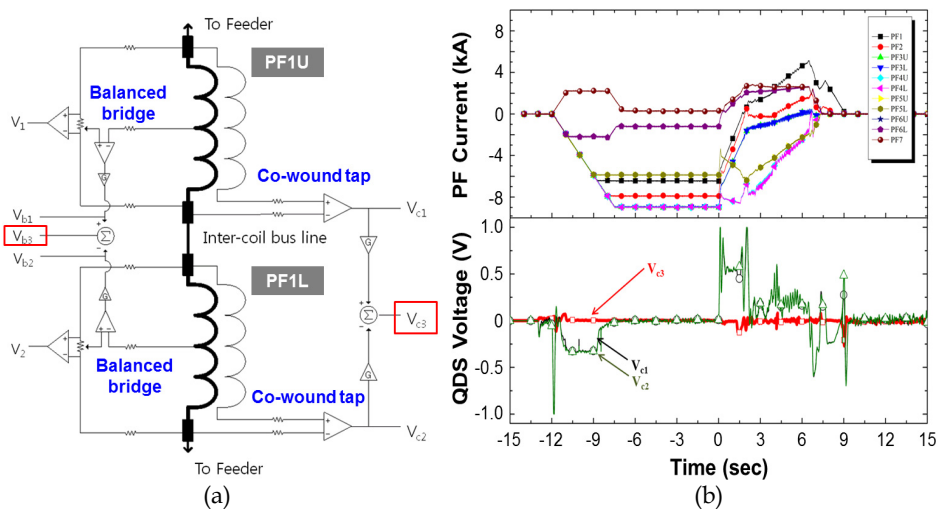 To Feeder
PF1U
Balanced
bridge
V1
+
−
+ −
G
Co-wound tap
+
−
Vc1
Vb1
+
Vb3
Σ
−
Vb2
Inter-coil bus line
G
+
Σ
−
Vc3
G
PF1L
G
+ −
V2
+
−
Balanced
bridge
Co-wound tap
+
−
Vc2
To Feeder
(a)
PF Current (kA)
8
4
0
-4
-8
PF1
PF2
PF3U
PF3L
PF4U
PF4L
PF5U
PF5L
PF6U
PF6L
PF7
QDS Voltage (V)
1.0
0.5
0.0
-0.5
-1.0
Vc3
Vc1
Vc2
-15 -12 -9 -6 -3 0 3 6 9 12 15
Time (sec)
(b)